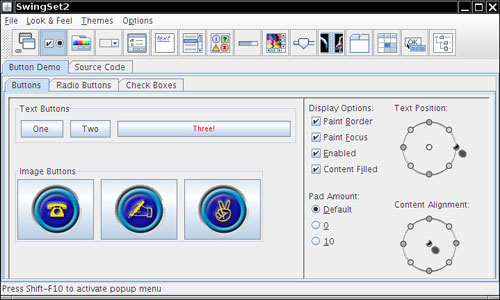 SwingSet2
File Look & Feel Themes Options
text
OK
Button Demo Source Code
Buttons Radio Buttons Check Boxes
Text Buttons
One Two Three!
Image Buttons
Display Options:
Paint Border
Paint Focus
Enabled
Content Filled
Pad Amount:
Default
0
10
Text Position:
Content Alignment:
Press Shift-F10 to activate popup menu